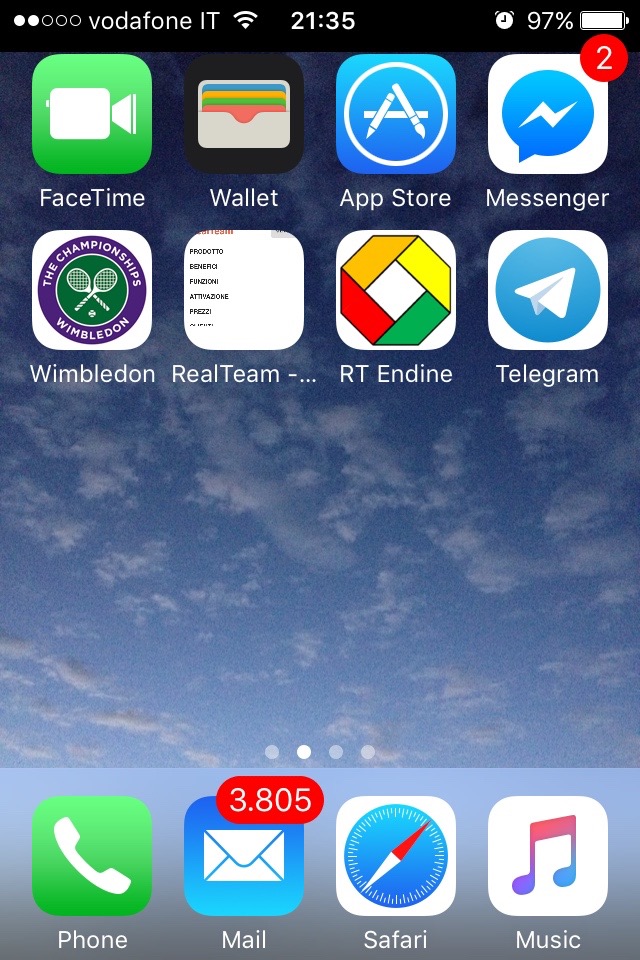 vodafone IT 21:35 97%
2
FaceTime Wallet App Store Messenger
THE CHAMPIONSHIPS
WIMBLEDON
PRODOTTO
BENEFICI
FUNZIONI
ATTIVAZIONE
PREZZI
Wimbledon RealTeam -... RT Endine Telegram
3.805
Phone Mail Safari Music